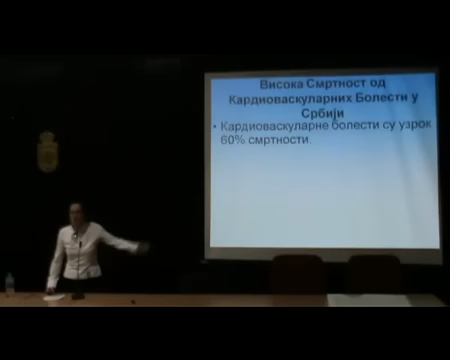 Висока Смртност од
Кардиоваскуларних Болести у
Србији
• Кардиоваскуларне болести су узрок
60% смртности.